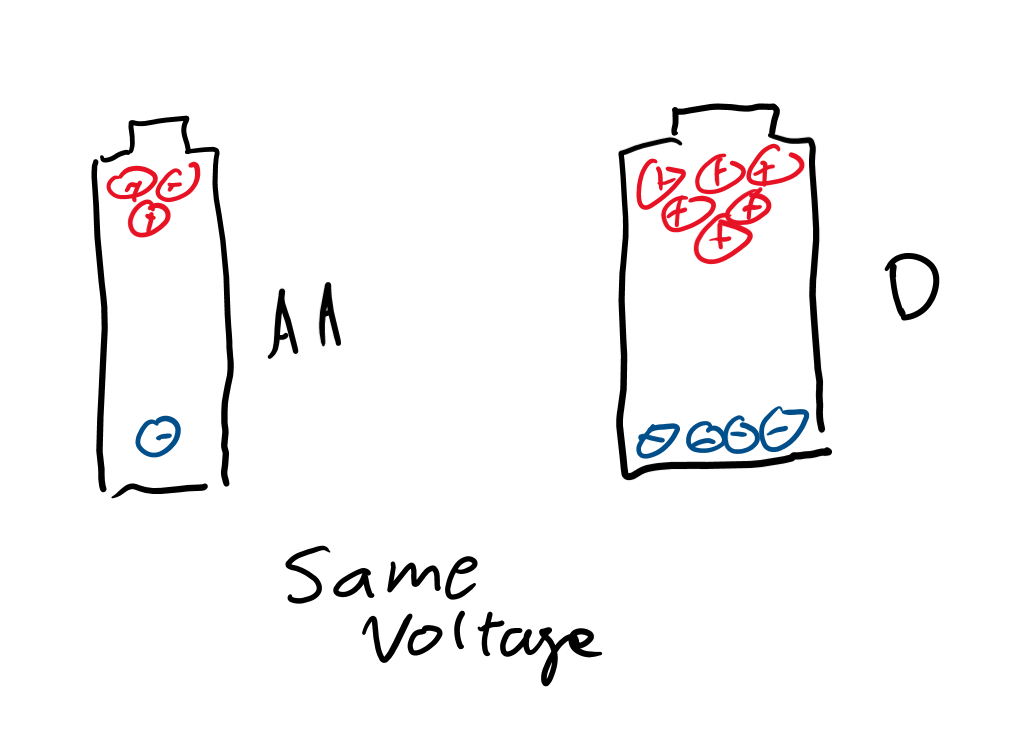 + - + + +
+ + +
+ +
AA
D
- - - - -
Same
Voltage